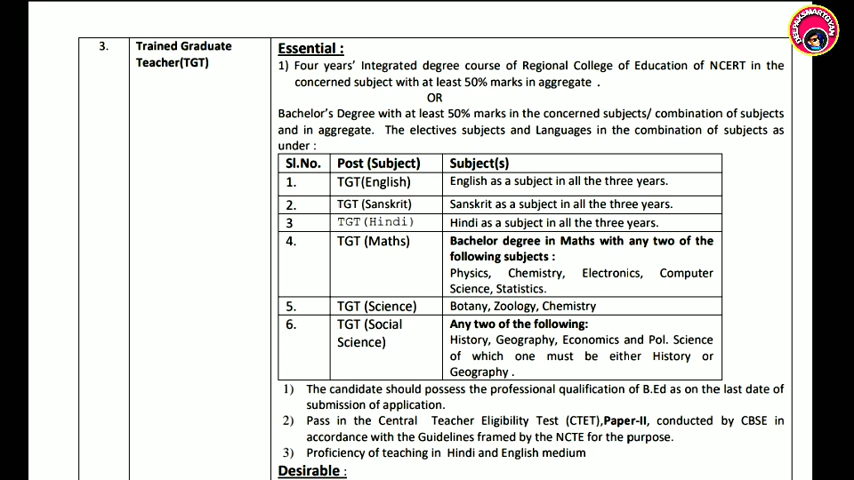 3.
Trained Graduate
Teacher(TGT)
Essential :
1) Four years' Integrated degree course of Regional College of Education of NCERT in the
concerned subject with at least 50% marks in aggregate .
OR
Bachelor's Degree with at least 50% marks in the concerned subjects/ combination of subjects
and in aggregate. The electives subjects and Languages in the combination of subjects as
under :
Sl.No. Post (Subject) Subject(s)
1. TGT(English) English as a subject in all the three years.
2. TGT (Sanskrit) Sanskrit as a subject in all the three years.
3 TGT(Hindi) Hindi as a subject in all the three years.
4. TGT (Maths) Bachelor degree in Maths with any two of the
following subjects :
Physics, Chemistry, Electronics, Computer
Science, Statistics.
5. TGT (Science) Botany, Zoology, Chemistry
6. TGT (Social Any two of the following:
Science) History, Geography, Economics and Pol. Science
of which one must be either History or
Geography .
1) The candidate should possess the professional qualification of B.Ed as on the last date of
submission of application.
2) Pass in the Central Teacher Eligibility Test (CTET),Paper-II, conducted by CBSE in
accordance with the Guidelines framed by the NCTE for the purpose.
3) Proficiency of teaching in Hindi and English medium
Desirable :
DEEPAKSMARTGYAN